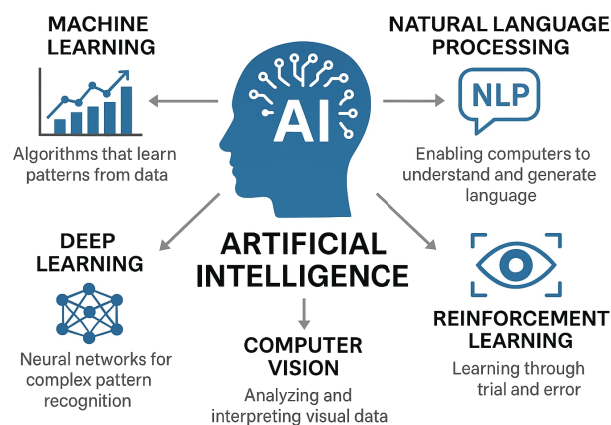 MACHINE
LEARNING
Algorithms that learn
patterns from data
NATURAL LANGUAGE
PROCESSING
NLP
Enabling computers to
understand and generate
language
AI
ARTIFICIAL
INTELLIGENCE
DEEP
LEARNING
Neural networks for
complex pattern
recognition
COMPUTER
VISION
Analyzing and
interpreting visual data
REINFORCEMENT
LEARNING
Learning through
trial and error